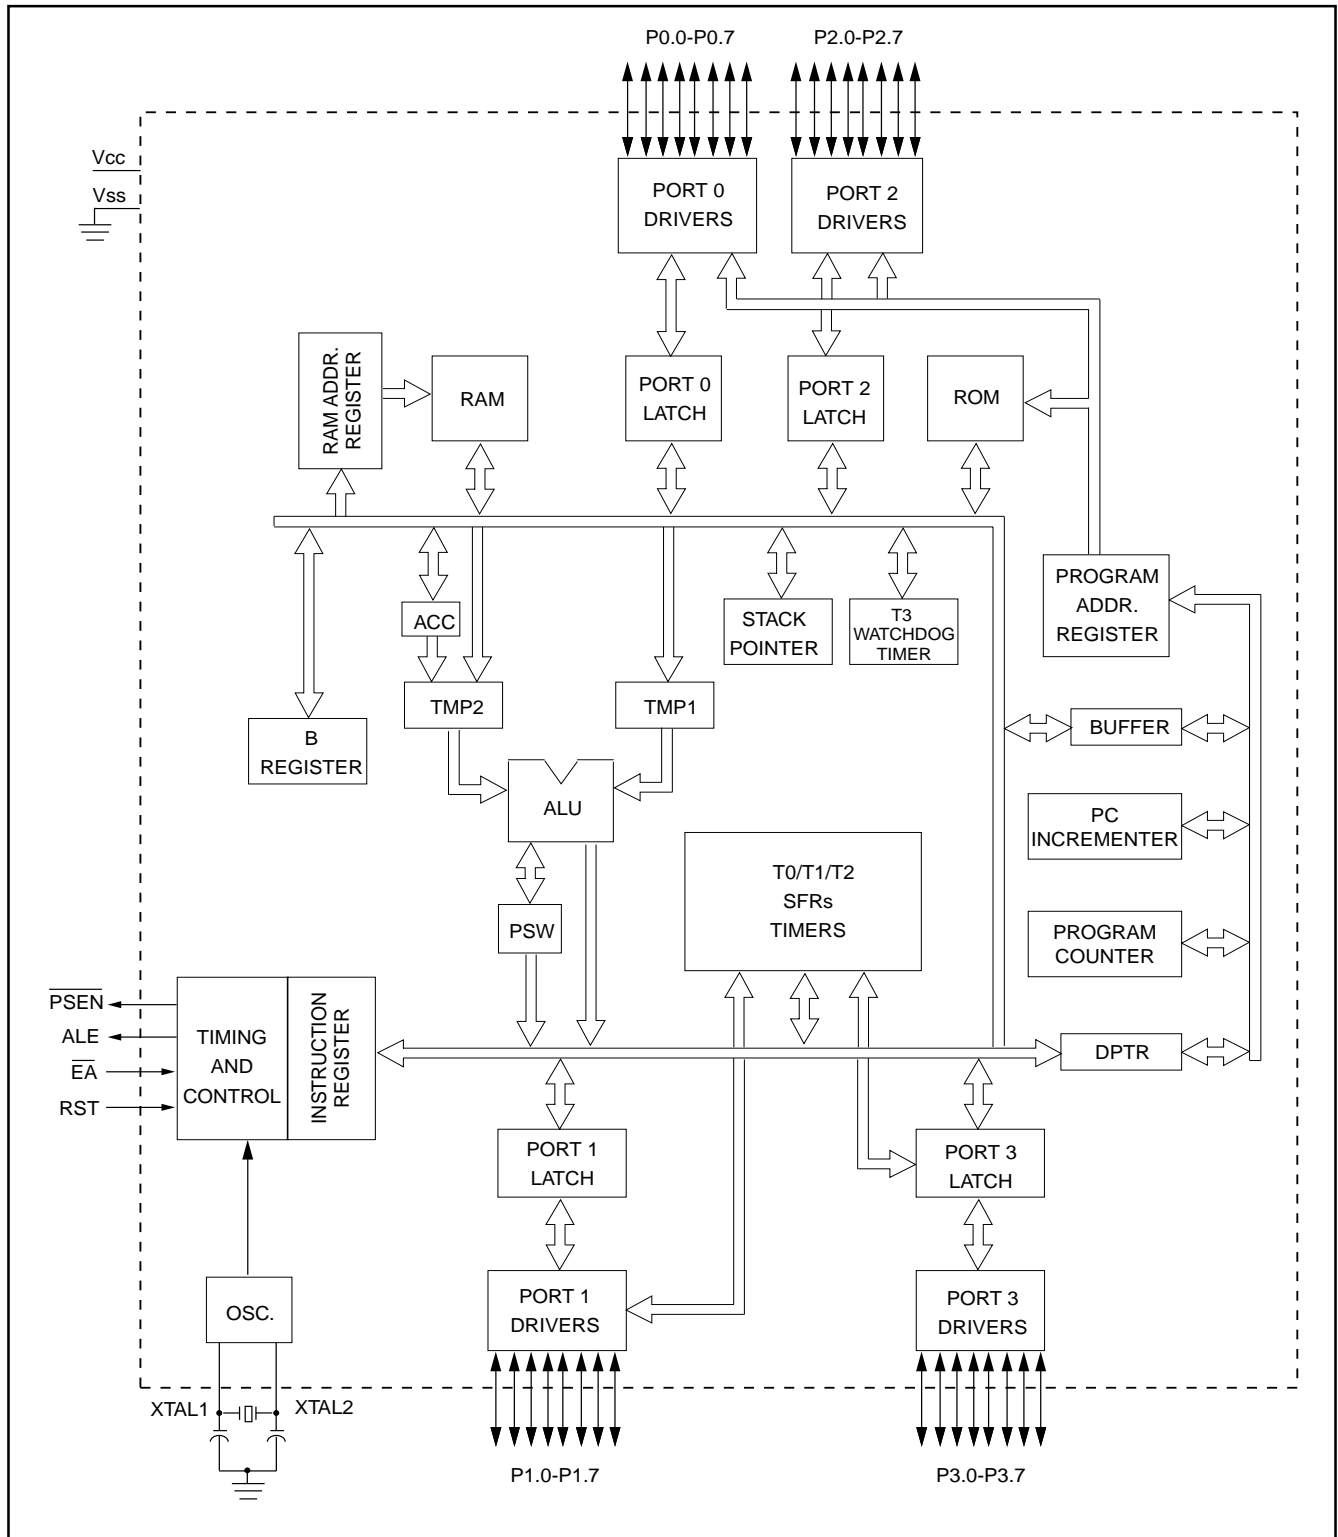 P0.0-P0.7
P2.0-P2.7
Vcc
Vss
PORT 0
DRIVERS
PORT 2
DRIVERS
RAM ADDR.
REGISTER
RAM
PORT 0
LATCH
PORT 2
LATCH
ROM
PROGRAM
ADDR.
REGISTER
ACC
STACK
POINTER
T3
WATCHDOG
TIMER
TMP2
TMP1
B
REGISTER
BUFFER
ALU
PC
INCREMENTER
T0/T1/T2
SFRs
TIMERS
PSW
PROGRAM
COUNTER
PSEN
ALE
EA
RST
TIMING
AND
CONTROL
INSTRUCTION
REGISTER
DPTR
PORT 1
LATCH
PORT 3
LATCH
OSC.
PORT 1
DRIVERS
PORT 3
DRIVERS
XTAL1
XTAL2
P1.0-P1.7
P3.0-P3.7